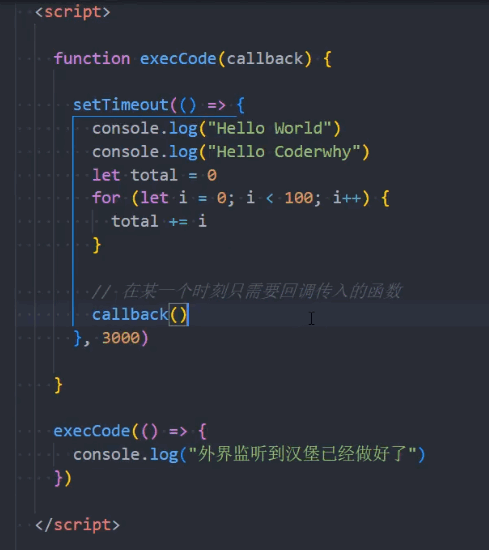 <script>
function execCode(callback) {
setTimeout(() => {
console.log("Hello World")
console.log("Hello Coderwhy")
let total = 0
for (let i = 0; i < 100; i++) {
total += i
}
// 在某一个时刻只需要回调传入的函数
callback()
}, 3000)
}
execCode(() => {
console.log("外界监听到汉堡已经做好了")
})
</script>